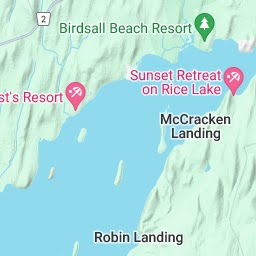 2
Birdsall Beach Resort
Sunset Retreat
on Rice Lake
st's Resort
McCracken
Landing
Robin Landing